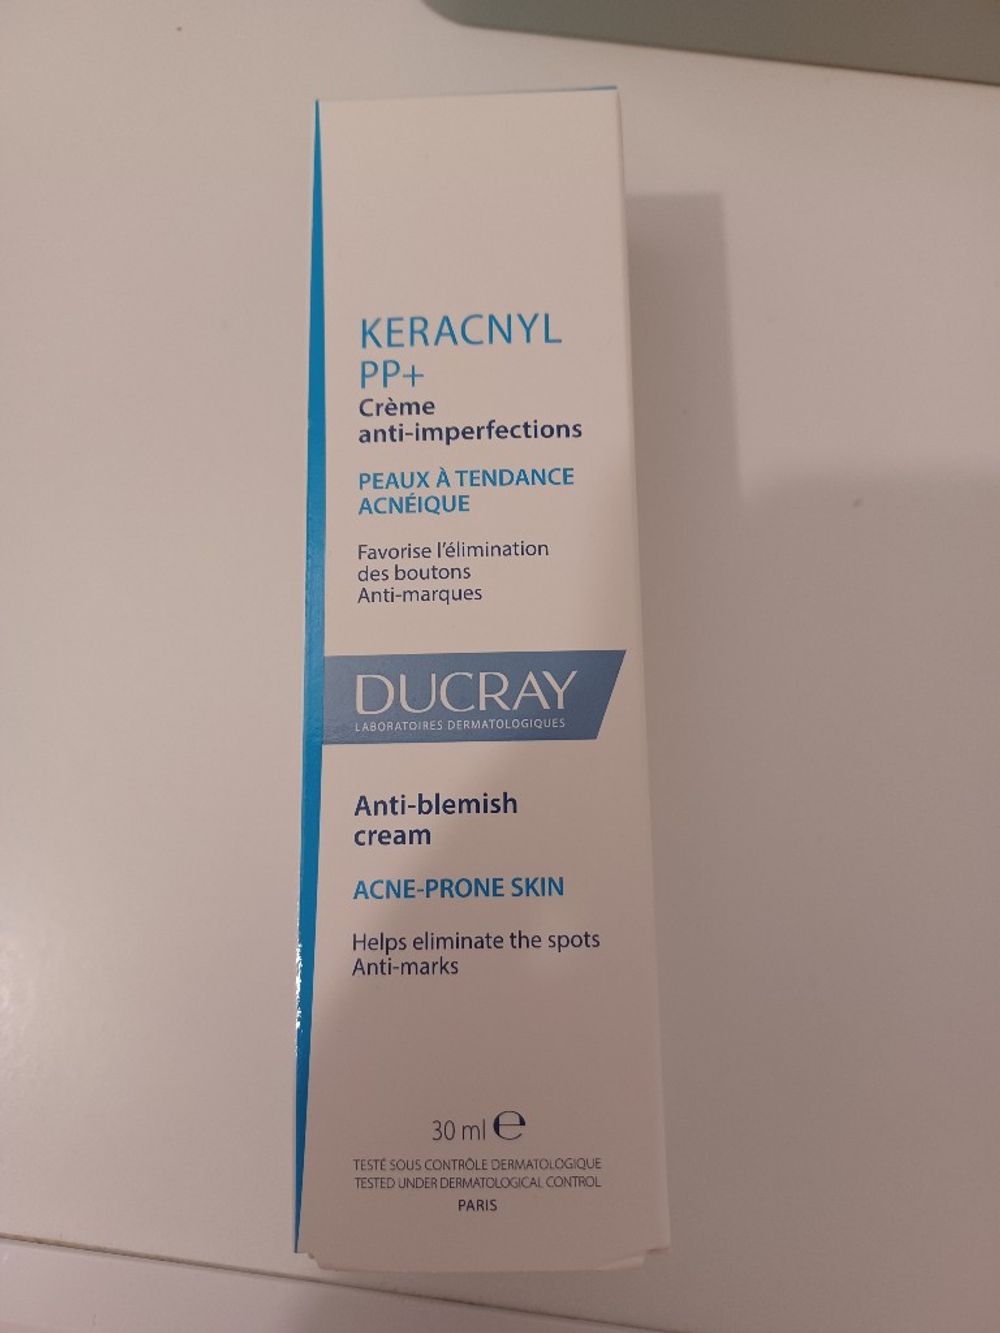 KERACNYL
PP+
Crème
anti-imperfections
PEAUX À TENDANCE
ACNÉIQUE
Favorise l'élimination
des boutons
Anti-marques
DUCRAY
LABORATOIRES DERMATOLOGIQUES
Anti-blemish
cream
ACNE-PRONE SKIN
Helps eliminate the spots
Anti-marks
30 ml ℮
TESTÉ SOUS CONTRÔLE DERMATOLOGIQUE
TESTED UNDER DERMATOLOGICAL CONTROL
PARIS